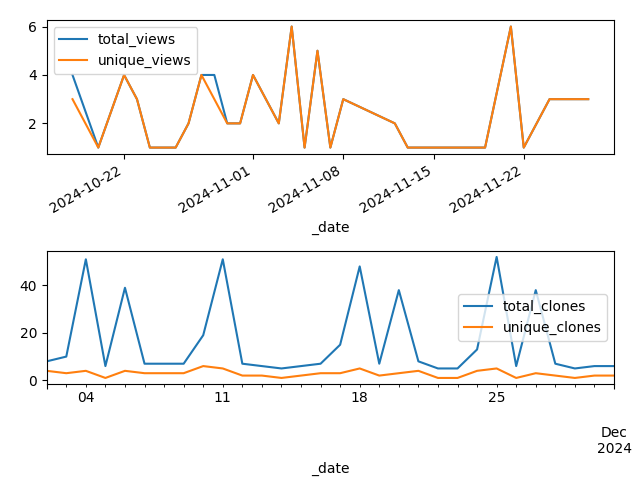 6
4
2
total_views
unique_views
2024-10-22
2024-11-01
2024-11-08
2024-11-15
2024-11-22
_date
40
20
0
total_clones
unique_clones
04
11
18
25
Dec
2024
_date